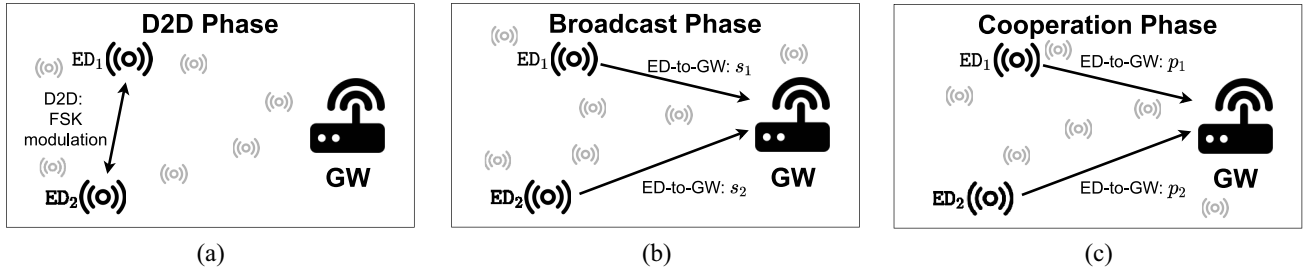 D2D Phase
ED₁
D2D:
FSK
modulation
ED₂
GW
(a)
Broadcast Phase
ED₁
ED-to-GW: s₁
ED₂
ED-to-GW: s₂
GW
(b)
Cooperation Phase
ED₁
ED-to-GW: p₁
ED₂
ED-to-GW: p₂
GW
(c)